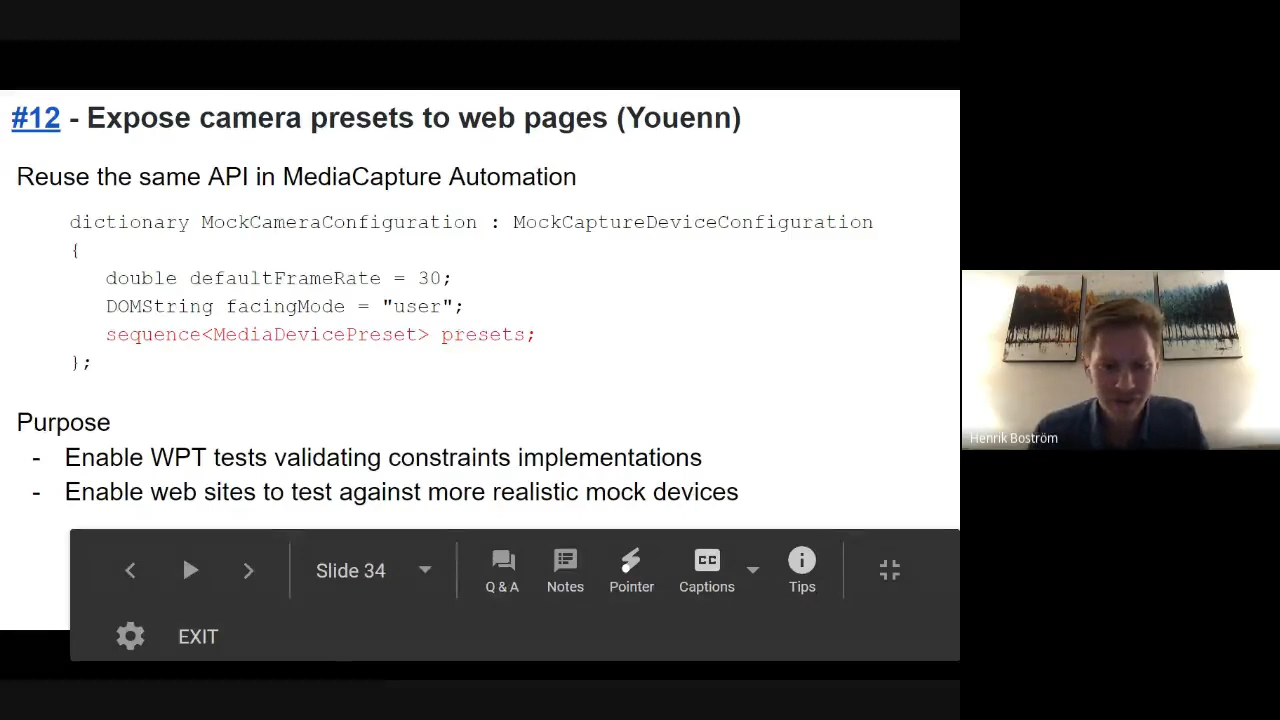 #12 - Expose camera presets to web pages (Youenn)
Reuse the same API in MediaCapture Automation
dictionary MockCameraConfiguration : MockCaptureDeviceConfiguration
{
double defaultFrameRate = 30;
DOMString facingMode = "user";
sequence<MediaDevicePreset> presets;
};
Purpose
- Enable WPT tests validating constraints implementations
- Enable web sites to test against more realistic mock devices
Slide 34
Q & A
Notes
Pointer
CC
Captions
Tips
EXIT
Henrik Boström